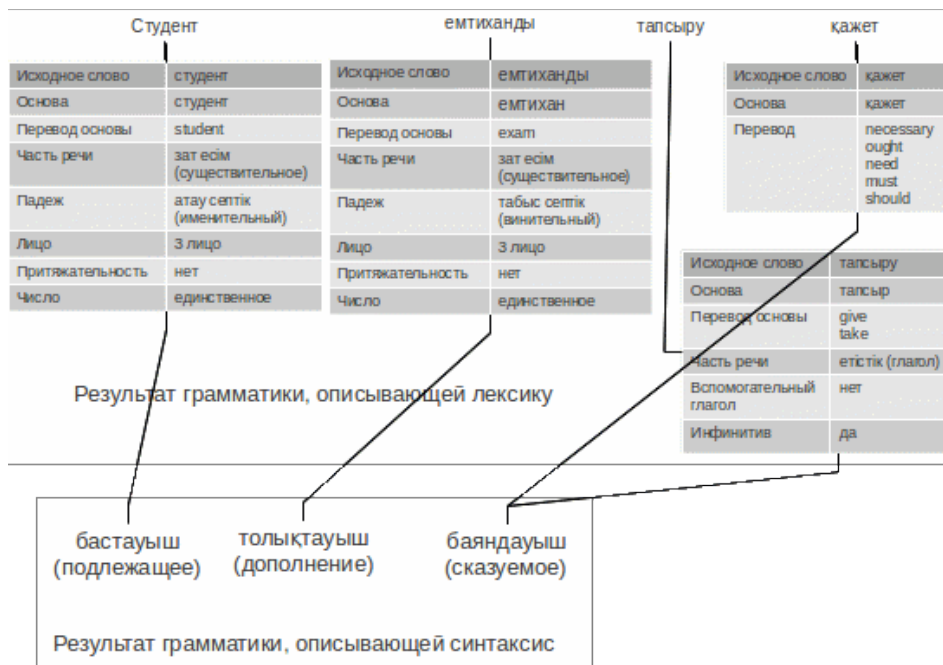 Студент емтиханды тапсыру қажет
Исходное слово студент
Основа студент
Перевод основы student
Часть речи зат есім
(существительное)
Падеж атау септік
(именительный)
Лицо 3 лицо
Притяжательность нет
Число единственное
Исходное слово емтиханды
Основа емтихан
Перевод основы exam
Часть речи зат есім
(существительное)
Падеж табыс септік
(винительный)
Лицо 3 лицо
Притяжательность нет
Число единственное
Исходное слово қажет
Основа қажет
Перевод necessary
ought
need
must
should
Исходное слово тапсыру
Основа тапсыр
Перевод основы give
take
Часть речи етістік (глагол)
Вспомогательный нет
глагол
Инфинитив да
Результат грамматики, описывающей лексику
бастауыш
(подлежащее)
толықтауыш
(дополнение)
баяндауыш
(сказуемое)
Результат грамматики, описывающей синтаксис